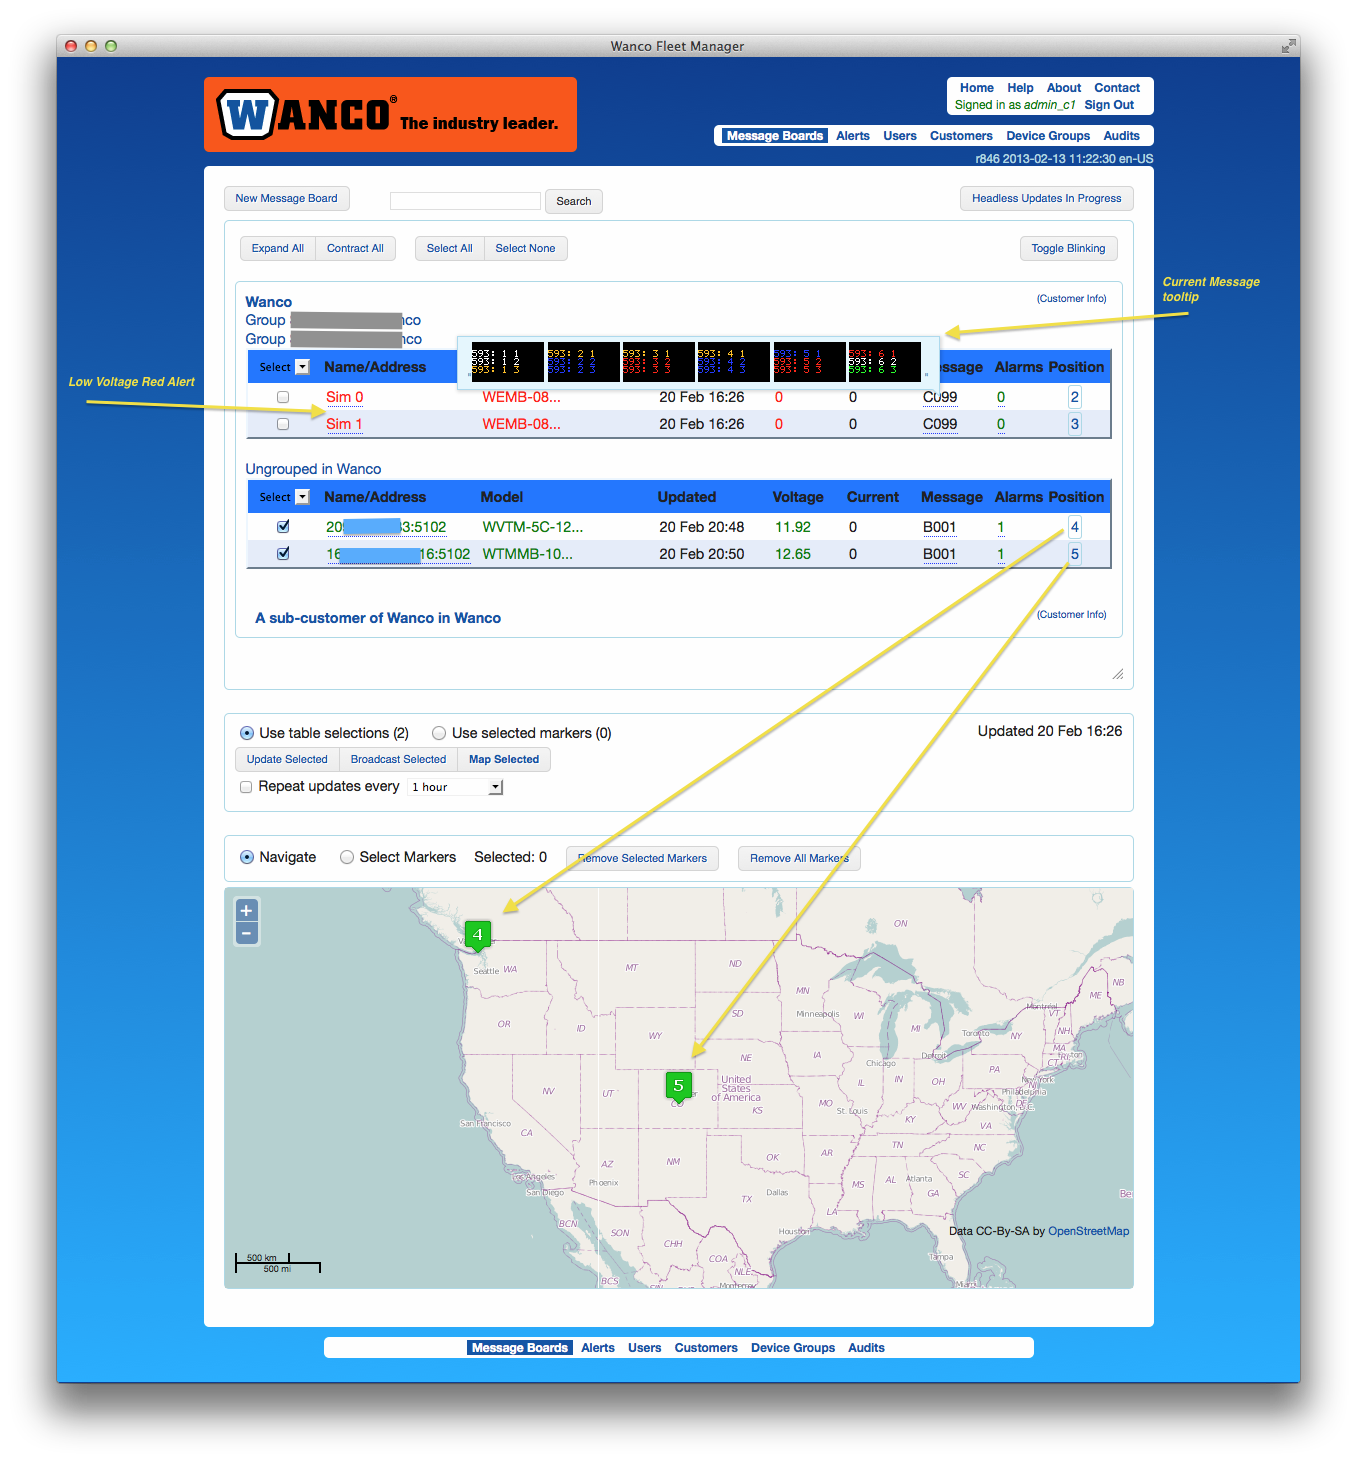 Wanco Fleet Manager
WANCO® The industry leader.
Home Help About Contact
Signed in as admin_c1 Sign Out
Message Boards Alerts Users Customers Device Groups Audits
r846 2013-02-13 11:22:30 en-US
New Message Board Search Headless Updates In Progress
Expand All Contract All Select All Select None Toggle Blinking
Current Message
tooltip
Wanco (Customer Info)
Group nco
Group nco
593: 1 1 593: 2 1 593: 3 1 593: 4 1 593: 5 1 593: 6 1
593: 1 2 593: 2 2 593: 3 2 593: 4 2 593: 5 2 593: 6 2
593: 1 3 593: 2 3 593: 3 3 593: 4 3 593: 5 3 593: 6 3
Select Name/Address ssage Alarms Position
Low Voltage Red Alert
Sim 0 WEMB-08... 20 Feb 16:26 0 0 C099 0 2
Sim 1 WEMB-08... 20 Feb 16:26 0 0 C099 0 3
Ungrouped in Wanco
Select Name/Address Model Updated Voltage Current Message Alarms Position
20 3:5102 WVTM-5C-12... 20 Feb 20:48 11.92 0 B001 1 4
16 16:5102 WTMMB-10... 20 Feb 20:50 12.65 0 B001 1 5
A sub-customer of Wanco in Wanco (Customer Info)
Use table selections (2) Use selected markers (0) Updated 20 Feb 16:26
Update Selected Broadcast Selected Map Selected
Repeat updates every 1 hour
Navigate Select Markers Selected: 0 Remove Selected Markers Remove All Markers
+
−
ON
4
Seattle WA MT ND
MN NB
ME
Montreal
OR ID WY SD Minneapolis WI MI Toronto NY VT NH
MA
CT RI
NE IA Chicago Detroit PA New York
5 United
States
of America
CO
NV UT KS MO St. Louis IL IN OH Philadelphia
WV Washington, D.C. DE
KY VA
San Francisco CA
AZ NM OK AR TN NC
Los Angeles Phoenix
San Diego Dallas TX MS AL Atlanta GA SC
LA
BCN SON CHH Houston
COA NLE
BCS Monterrey
Tampa
Miami
Data CC-By-SA by OpenStreetMap
500 km
500 mi
Message Boards Alerts Users Customers Device Groups Audits